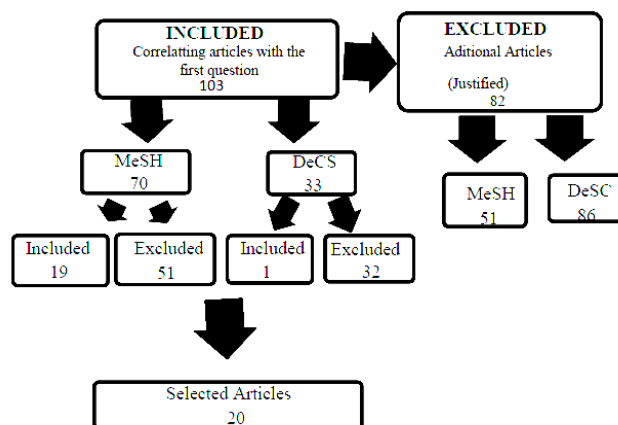 INCLUDED
Correlatting articles with the
first question
103
EXCLUDED
Aditional Articles
(Justified)
82
MeSH
70
DeCS
33
MeSH
51
DeSC
86
Included
19
Excluded
51
Included
1
Excluded
32
Selected Articles
20